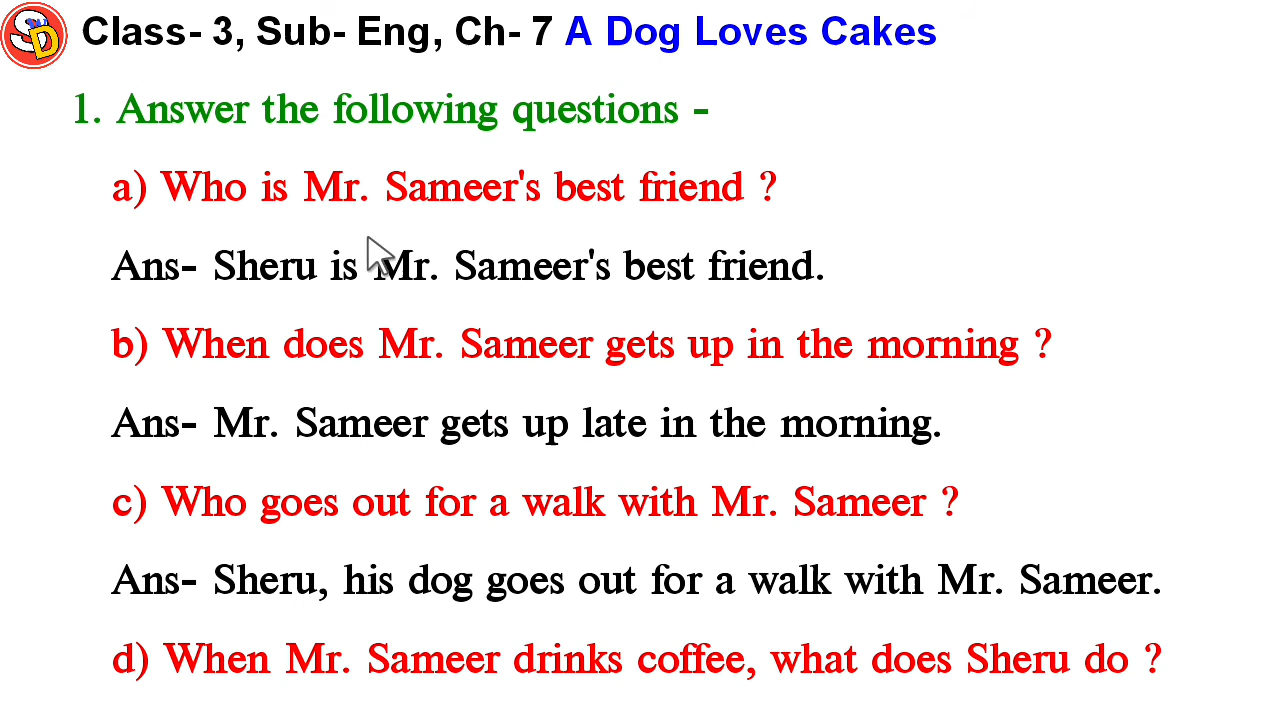 SD
Class- 3, Sub- Eng, Ch- 7 A Dog Loves Cakes
1. Answer the following questions -
a) Who is Mr. Sameer's best friend ?
Ans- Sheru is Mr. Sameer's best friend.
b) When does Mr. Sameer gets up in the morning ?
Ans- Mr. Sameer gets up late in the morning.
c) Who goes out for a walk with Mr. Sameer ?
Ans- Sheru, his dog goes out for a walk with Mr. Sameer.
d) When Mr. Sameer drinks coffee, what does Sheru do ?